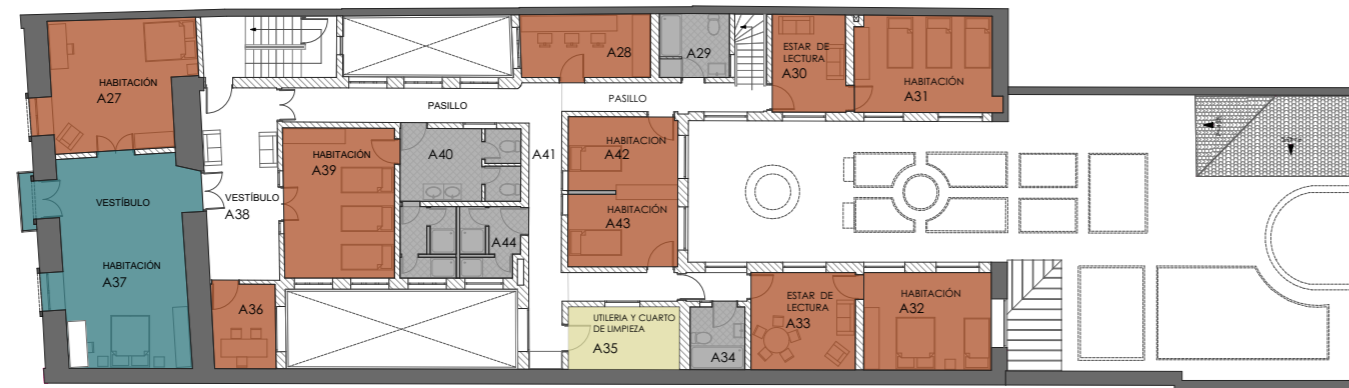 HABITACIÓN
A27
A28
A29
ESTAR DE
LECTURA
A30
HABITACIÓN
A31
PASILLO
PASILLO
HABITACIÓN
A39
A40
A41
HABITACION
A42
VESTÍBULO
VESTÍBULO
A38
HABITACIÓN
A43
A44
HABITACIÓN
A37
A36
UTILERIA Y CUARTO
DE LIMPIEZA
A35
A34
ESTAR DE
LECTURA
A33
HABITACIÓN
A32